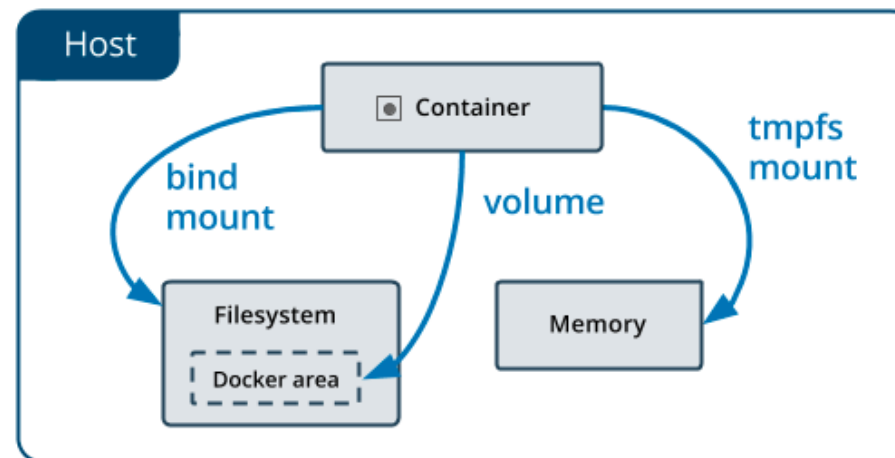 Host
Container
bind
mount
volume
tmpfs
mount
Filesystem
Docker area
Memory